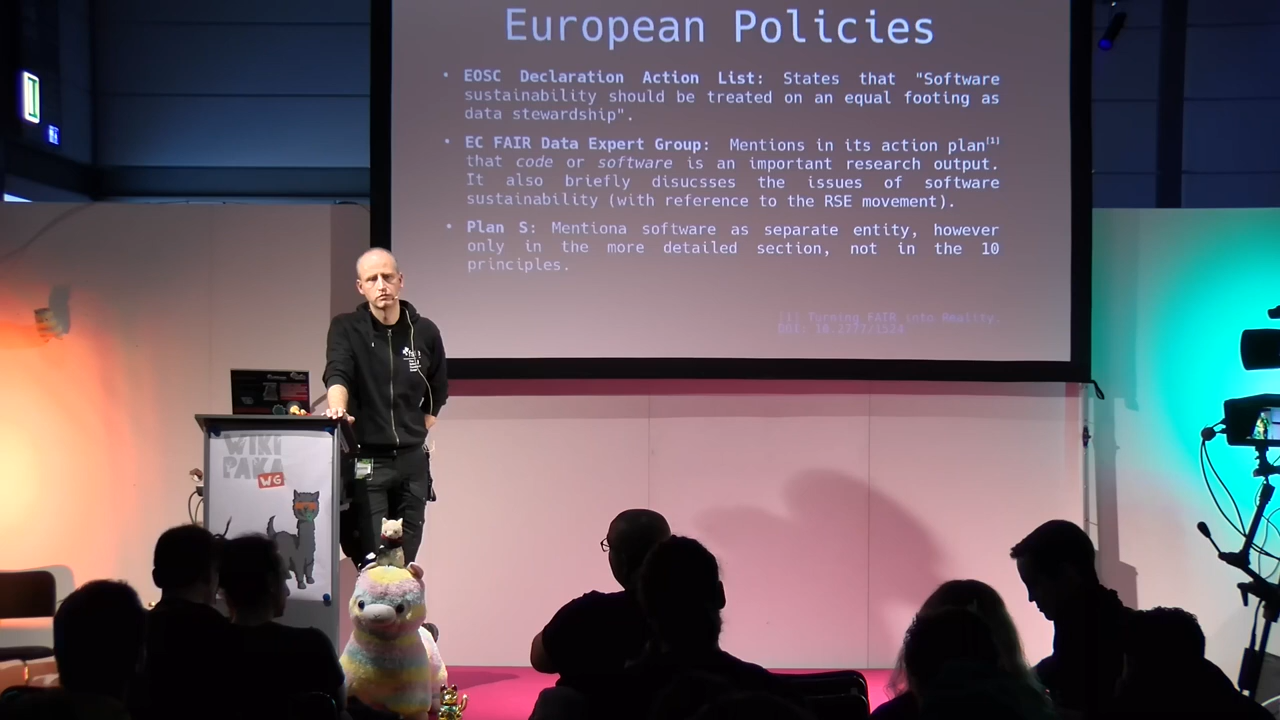 European Policies
• EOSC Declaration Action List: States that "Software
sustainability should be treated on an equal footing as
data stewardship".
• EC FAIR Data Expert Group: Mentions in its action plan[1]
that code or software is an important research output.
It also briefly disucsses the issues of software
sustainability (with reference to the RSE movement).
• Plan S: Mentiona software as separate entity, however
only in the more detailed section, not in the 10
principles.
[1] Turning FAIR into Reality.
DOI: 10.2777/1524
WIKI
PAKA
WG